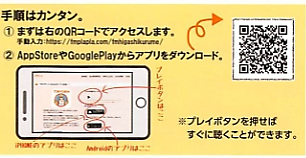 手順はカンタン。
① まずは右のQRコードでアクセスします。
手動入力:https://tmplapla.com/tmhigashikurume/
② AppStoreやGooglePlayからアプリをダウンロード。
プレイボタンはここ
iPHONEのアプリはここ
Androidのアプリはここ
※プレイボタンを押せば
すぐに聴くことができます。